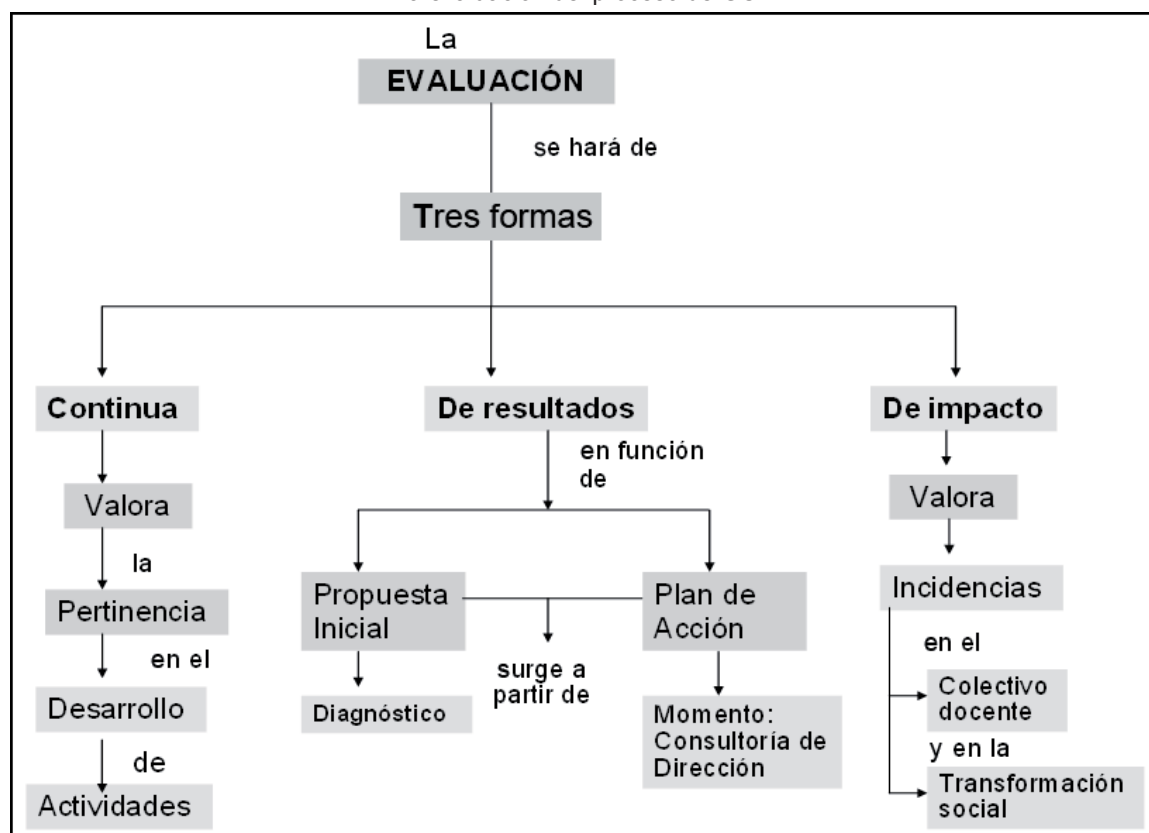 La
EVALUACIÓN
se hará de
Tres formas
Continua
Valora
la
Pertinencia
en el
Desarrollo
de
Actividades
De resultados
en función
de
Propuesta
Inicial
Diagnóstico
surge a
partir de
Plan de
Acción
Momento:
Consultoría de
Dirección
De impacto
Valora
Incidencias
en el
Colectivo
docente
y en la
Transformación
social